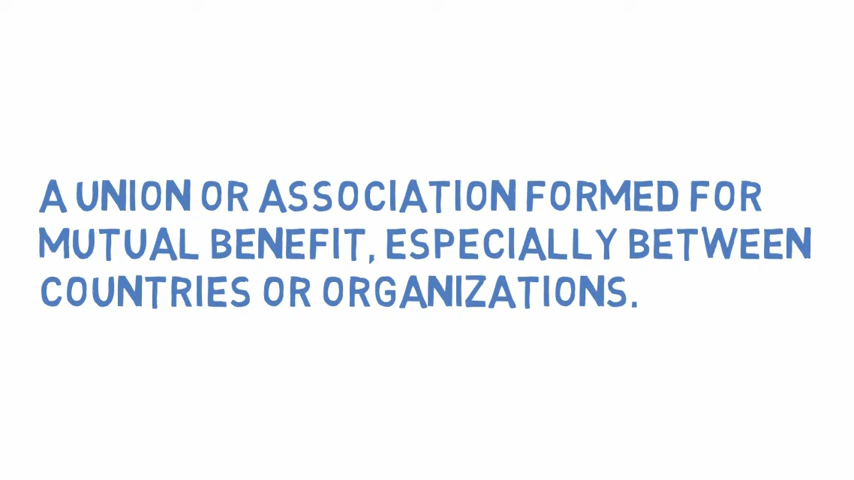 A UNION OR ASSOCIATION FORMED FOR
MUTUAL BENEFIT, ESPECIALLY BETWEEN
COUNTRIES OR ORGANIZATIONS.